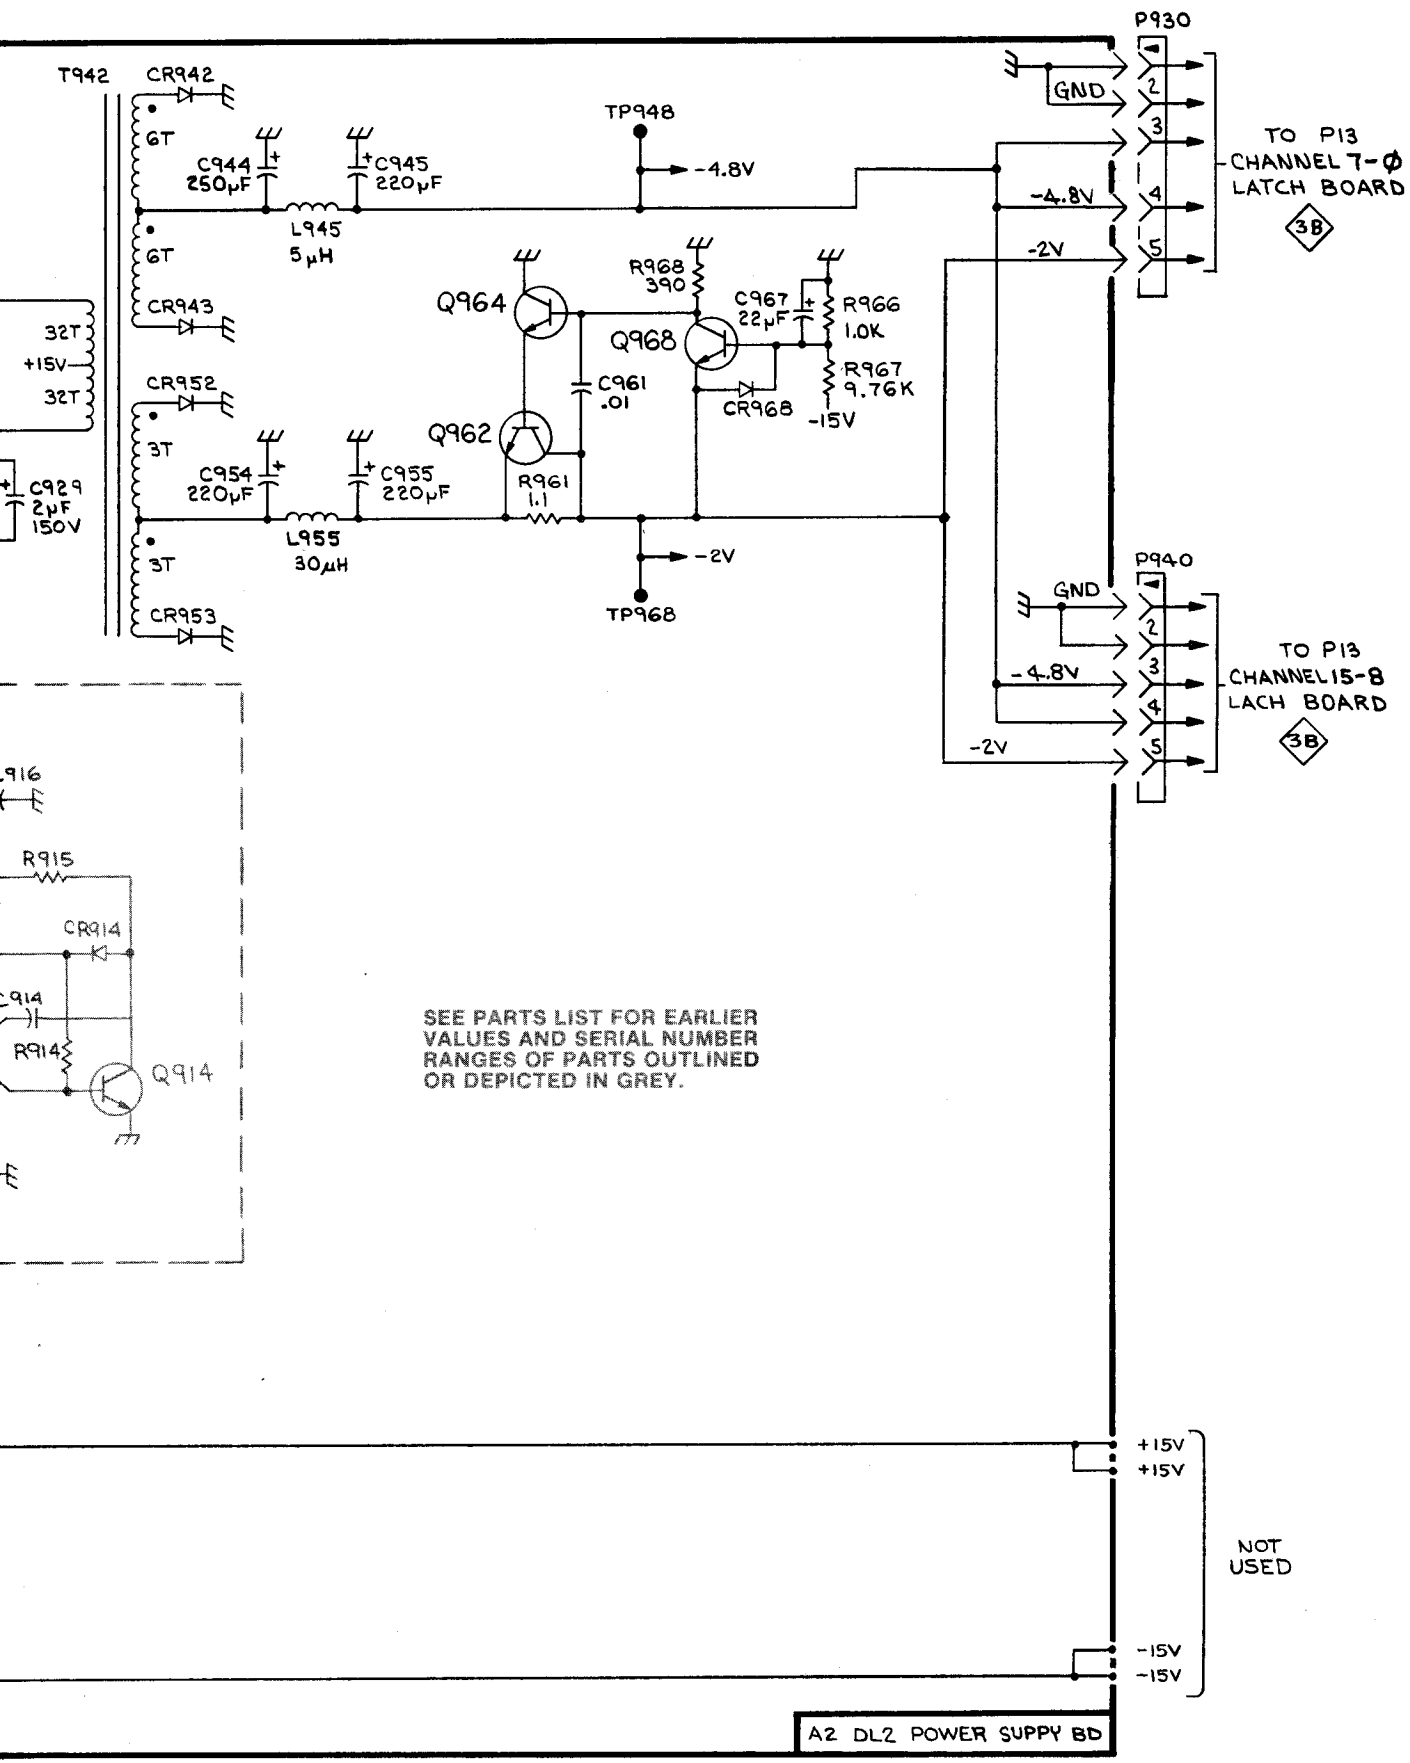 P930
T942
CR942
6T
C944
250µF
+
C945
220µF
+
TP948
-4.8V
L945
5µH
6T
CR943
GND
2
3
-4.8V
4
-2V
5
TO P13
CHANNEL 7-Ø
LATCH BOARD
3B
32T
+15V
32T
Q964
R968
390
Q968
C967
22µF
+
R966
1.0K
R967
9.76K
-15V
CR968
C961
.01
CR952
3T
Q962
C954
220µF
+
C955
220µF
+
R961
1.1
+
C929
2µF
150V
L955
30µH
-2V
TP968
3T
CR953
P940
GND
2
3
-4.8V
4
-2V
5
TO P13
CHANNEL 15-8
LACH BOARD
3B
916
R915
CR914
C914
R914
Q914
SEE PARTS LIST FOR EARLIER
VALUES AND SERIAL NUMBER
RANGES OF PARTS OUTLINED
OR DEPICTED IN GREY.
+15V
+15V
NOT
USED
-15V
-15V
A2 DL2 POWER SUPPY BD